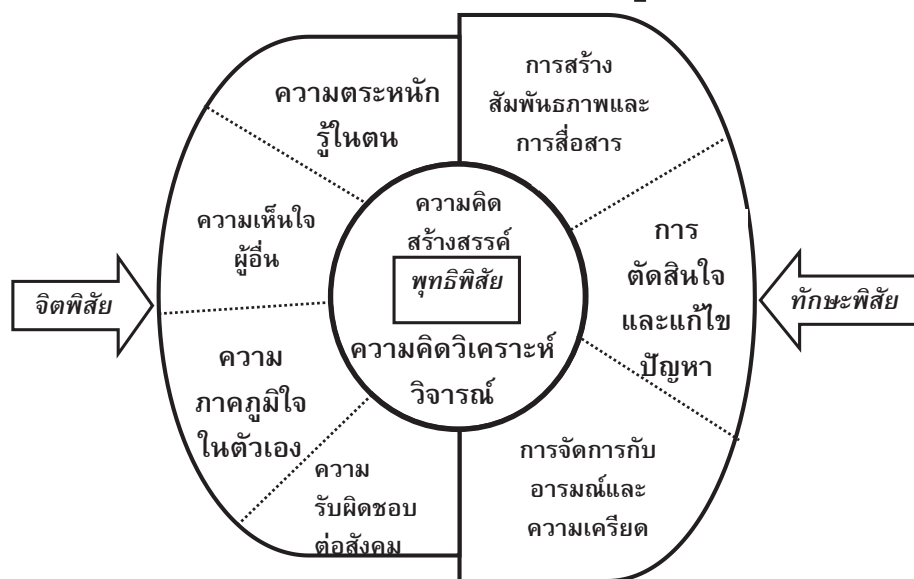 ความตระหนัก
รู้ในตน
การสร้าง
สัมพันธภาพและ
การสื่อสาร
ความเห็นใจ
ผู้อื่น
ความคิด
สร้างสรรค์
พุทธิพิสัย
ความคิดวิเคราะห์
วิจารณ์
การ
ตัดสินใจ
และแก้ไข
ปัญหา
จิตพิสัย
ทักษะพิสัย
ความ
ภาคภูมิใจ
ในตัวเอง
ความ
รับผิดชอบ
ต่อสังคม
การจัดการกับ
อารมณ์และ
ความเครียด